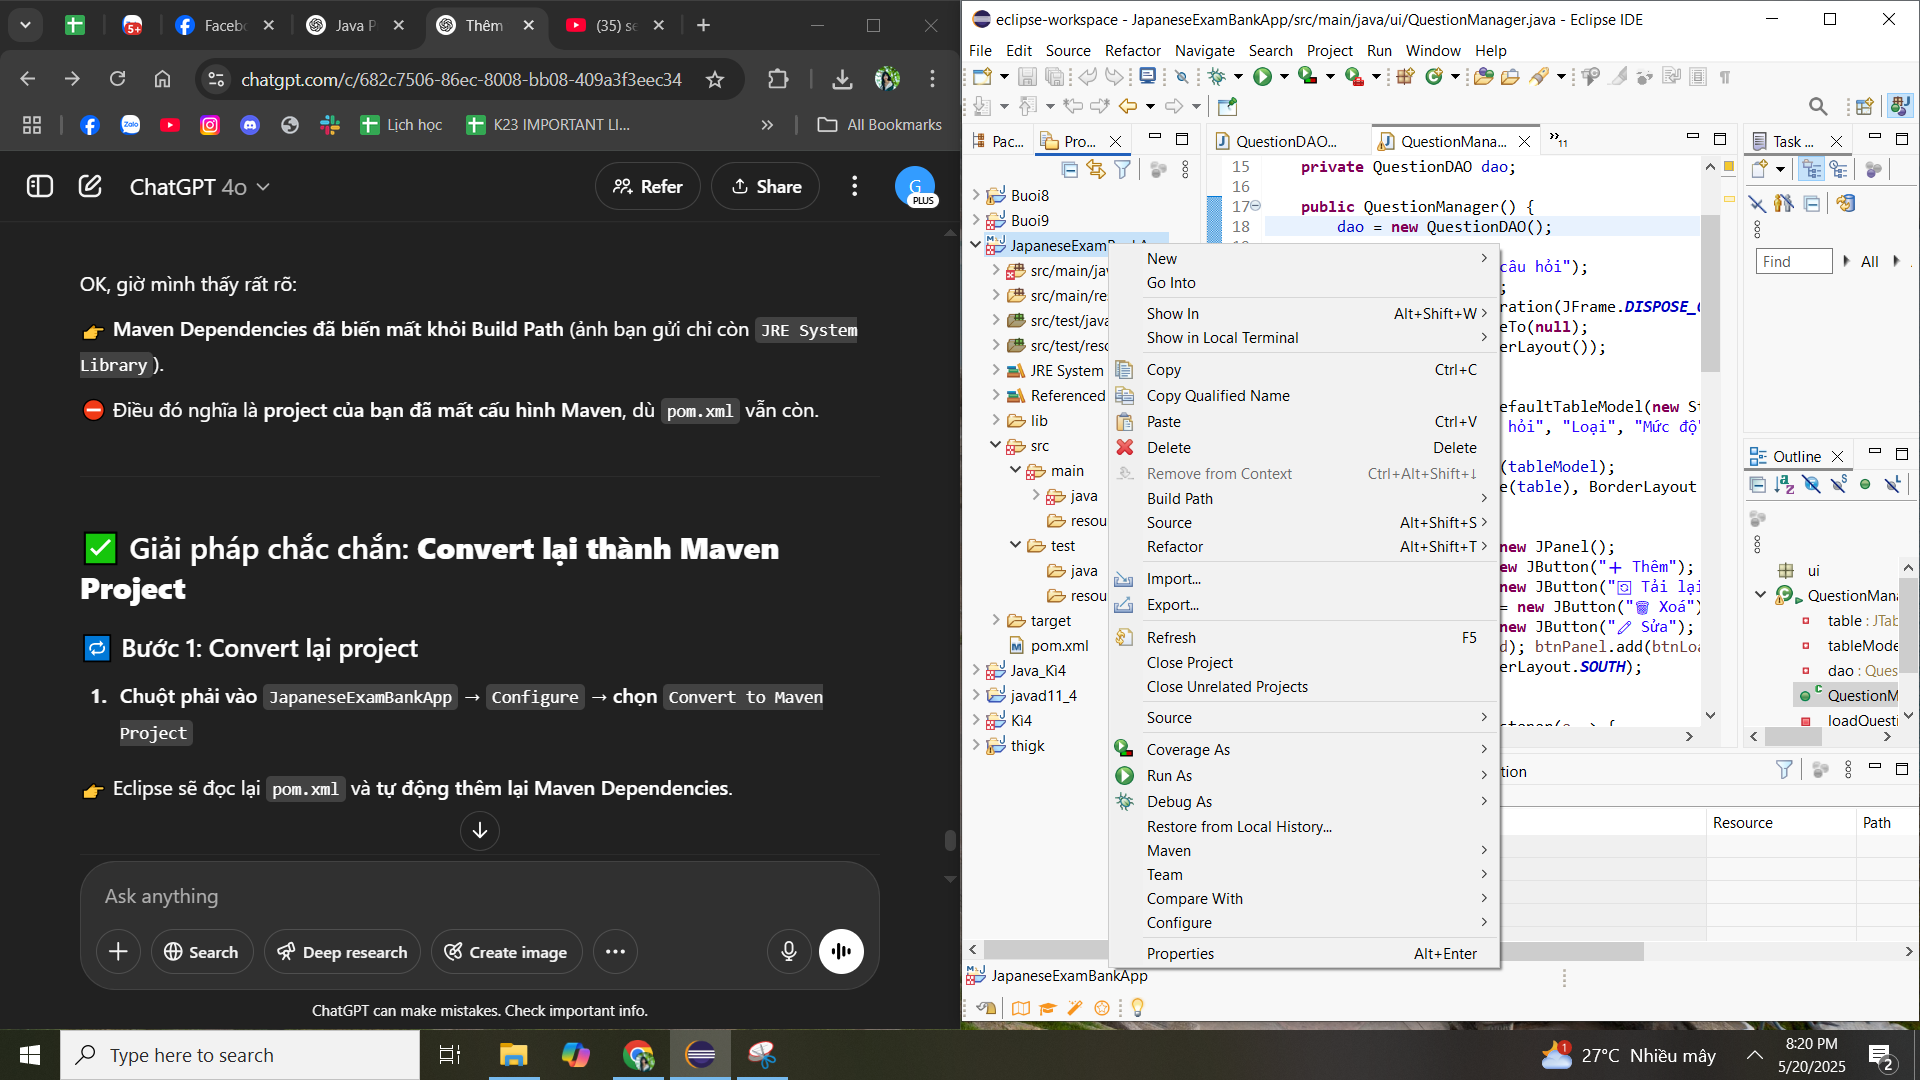 Facebo
Java P
Thêm
(35) se
chatgpt.com/c/682c7506-86ec-8008-bb08-409a3f3eec34
Lịch học
K23 IMPORTANT LI...
All Bookmarks
ChatGPT 4o
Refer
Share
G
PLUS
OK, giờ mình thấy rất rõ:
👉 Maven Dependencies đã biến mất khỏi Build Path (ảnh bạn gửi chỉ còn JRE System
Library ).
⛔ Điều đó nghĩa là project của bạn đã mất cấu hình Maven, dù pom.xml vẫn còn.
✅ Giải pháp chắc chắn: Convert lại thành Maven
Project
🔁 Bước 1: Convert lại project
1. Chuột phải vào JapaneseExamBankApp → Configure → chọn Convert to Maven
Project
👉 Eclipse sẽ đọc lại pom.xml và tự động thêm lại Maven Dependencies.
Ask anything
Search
Deep research
Create image
ChatGPT can make mistakes. Check important info.
eclipse-workspace - JapaneseExamBankApp/src/main/java/ui/QuestionManager.java - Eclipse IDE
File Edit Source Refactor Navigate Search Project Run Window Help
Pac...
Pro...
Buoi8
Buoi9
JapaneseExam
src/main/jav
src/main/res
src/test/java
src/test/reso
JRE System
Referenced
lib
src
main
java
resou
test
java
resou
target
pom.xml
Java_Kì4
javad11_4
Kì4
thigk
JapaneseExamBankApp
New
Go Into
Show In Alt+Shift+W
Show in Local Terminal
Copy Ctrl+C
Copy Qualified Name
Paste Ctrl+V
Delete Delete
Remove from Context Ctrl+Alt+Shift+↓
Build Path
Source Alt+Shift+S
Refactor Alt+Shift+T
Import...
Export...
Refresh F5
Close Project
Close Unrelated Projects
Source
Coverage As
Run As
Debug As
Restore from Local History...
Maven
Team
Compare With
Configure
Properties Alt+Enter
QuestionDAO...
QuestionMana...
11
15 private QuestionDAO dao;
16
17 public QuestionManager() {
18 dao = new QuestionDAO();
câu hỏi");
;
ration(JFrame.DISPOSE_
eTo(null);
erLayout());
efaultTableModel(new St
hỏi", "Loại", "Mức độ"
(tableModel);
e(table), BorderLayout
new JPanel();
ew JButton("＋ Thêm");
new JButton("🔄 Tải lại
= new JButton("🗑 Xoá")
new JButton("✏ Sửa");
d); btnPanel.add(btnLoa
erLayout.SOUTH);
Task ...
Find
All
Outline
ui
QuestionMana
table : JTab
tableMode
dao : Ques
QuestionM
loadQuesti
tion
Resource
Path
Type here to search
1
27°C Nhiều mây
8:20 PM
5/20/2025
2